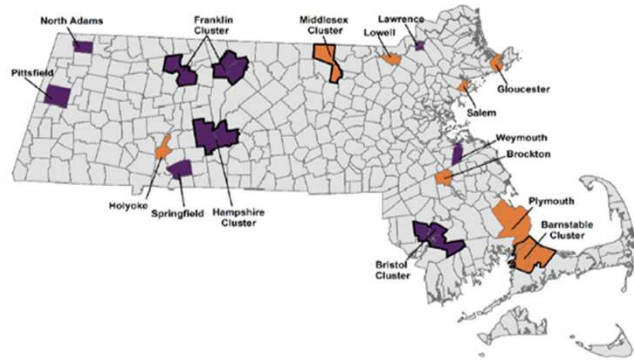 North Adams
Franklin
Cluster
Middlesex
Cluster
Lawrence
Lowell
Pittsfield
Gloucester
Salem
Weymouth
Brockton
Holyoke
Springfield
Hampshire
Cluster
Plymouth
Barnstable
Cluster
Bristol
Cluster